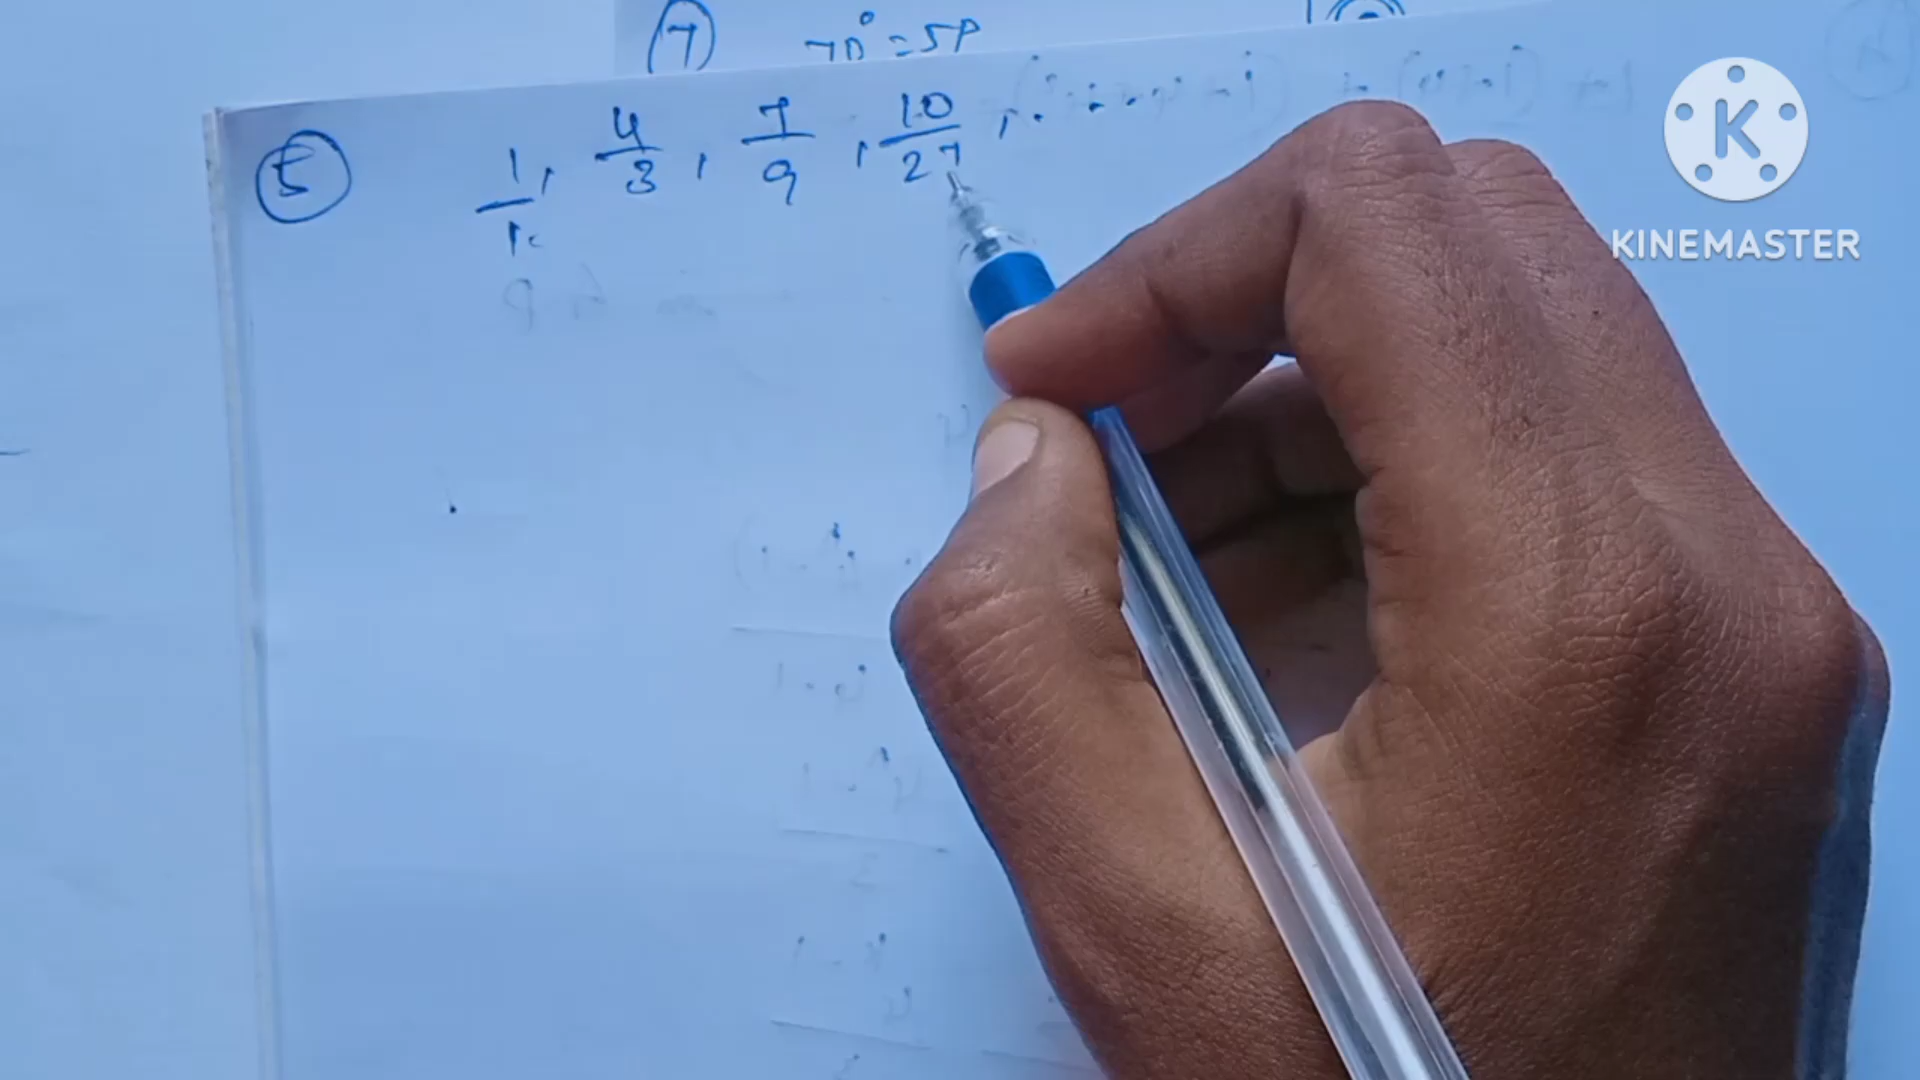 7 70° = 5P
5 1/1, 4/3, 7/9, 10/27, .....
K
KINEMASTER